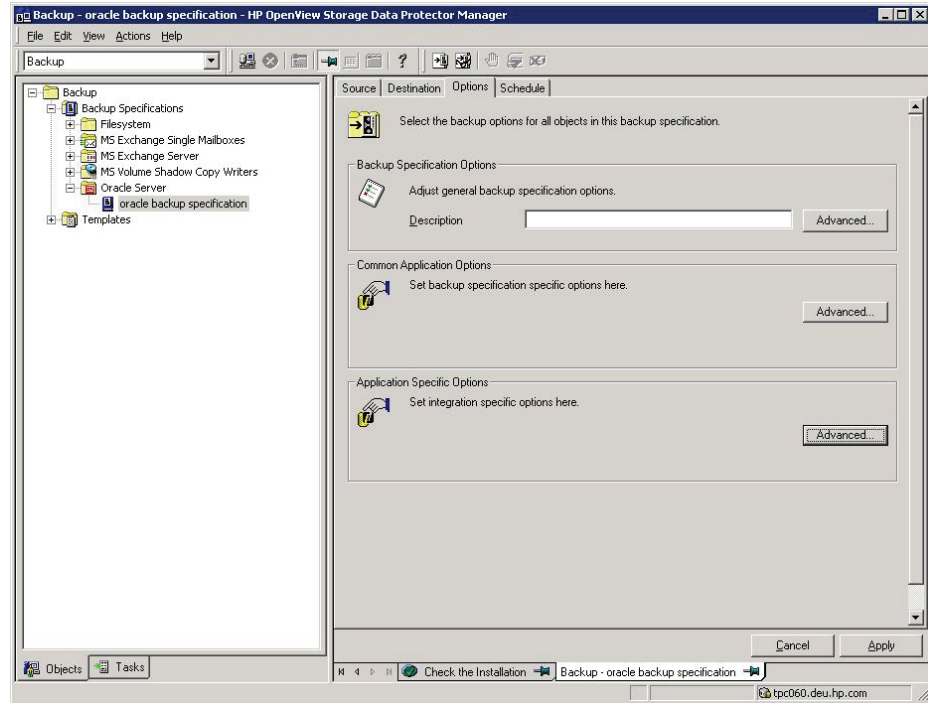 Backup - oracle backup specification - HP OpenView Storage Data Protector Manager
File Edit View Actions Help
Backup
Backup
Backup Specifications
Filesystem
MS Exchange Single Mailboxes
MS Exchange Server
MS Volume Shadow Copy Writers
Oracle Server
oracle backup specification
Templates
Source Destination Options Schedule
Select the backup options for all objects in this backup specification.
Backup Specification Options
Adjust general backup specification options.
Description
Advanced...
Common Application Options
Set backup specification specific options here.
Advanced...
Application Specific Options
Set integration specific options here.
Advanced...
Cancel Apply
Objects Tasks
Check the Installation Backup - oracle backup specification
tpc060.deu.hp.com